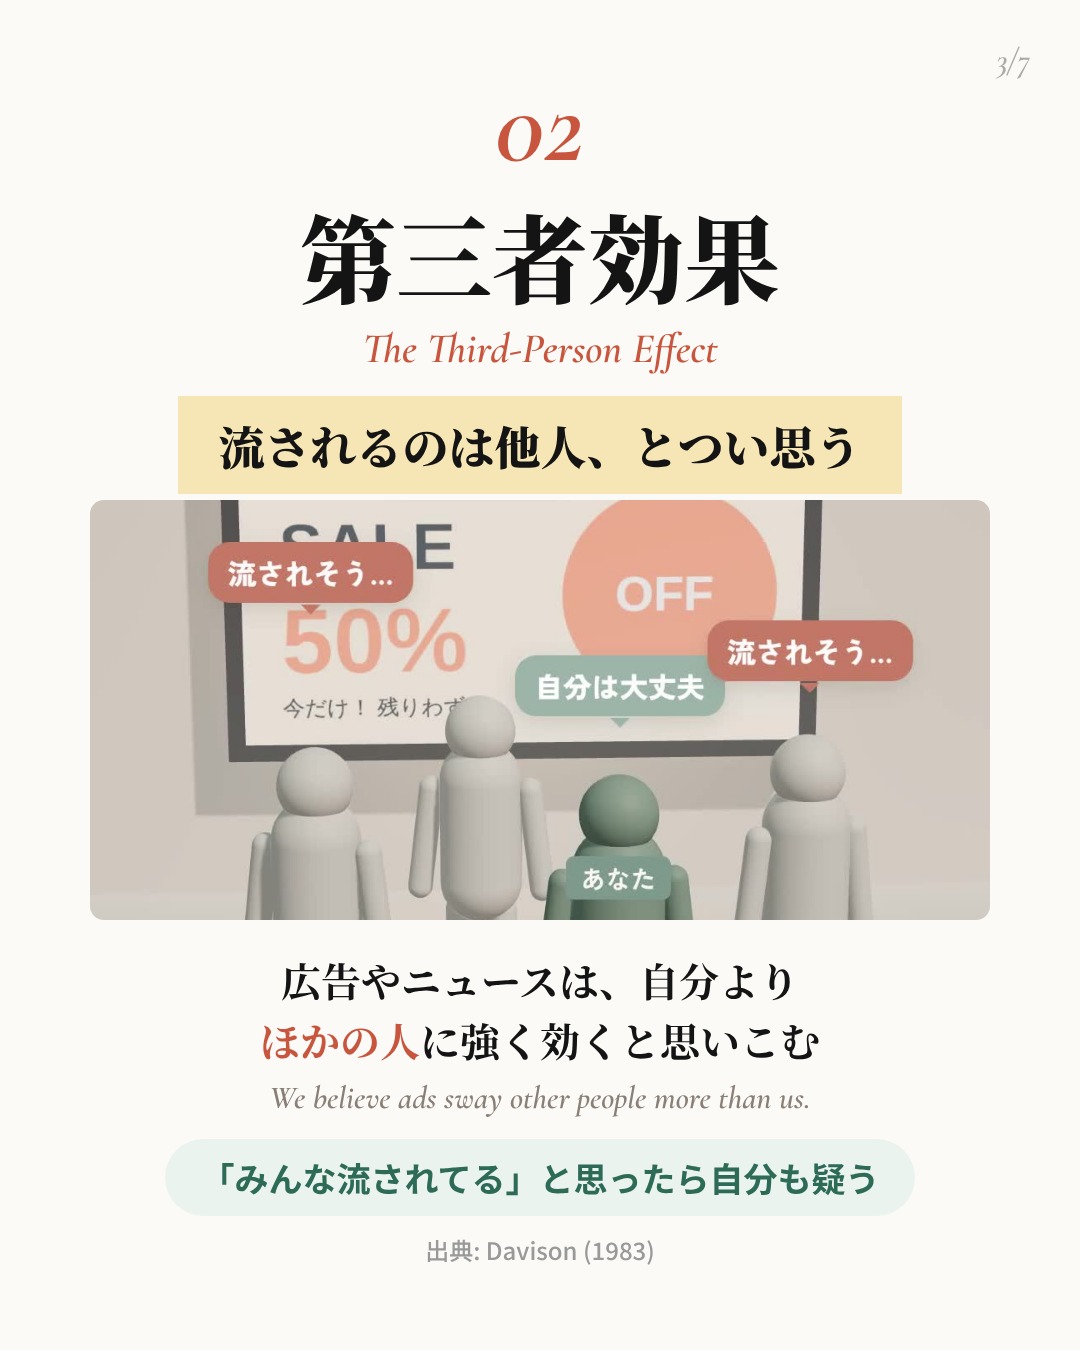 3/7
02
第三者効果
The Third-Person Effect
流されるのは他人、とつい思う
流されそう...
50%
OFF
流されそう...
自分は大丈夫
今だけ！ 残りわず
あなた
広告やニュースは、自分より
ほかの人に強く効くと思いこむ
We believe ads sway other people more than us.
「みんな流されてる」と思ったら自分も疑う
出典: Davison (1983)